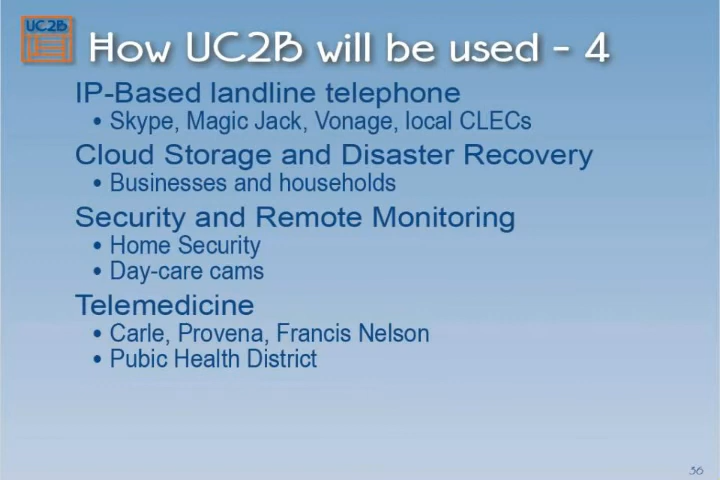 UC2B
How UC2B will be used - 4
IP-Based landline telephone
• Skype, Magic Jack, Vonage, local CLECs
Cloud Storage and Disaster Recovery
• Businesses and households
Security and Remote Monitoring
• Home Security
• Day-care cams
Telemedicine
• Carle, Provena, Francis Nelson
• Pubic Health District
56